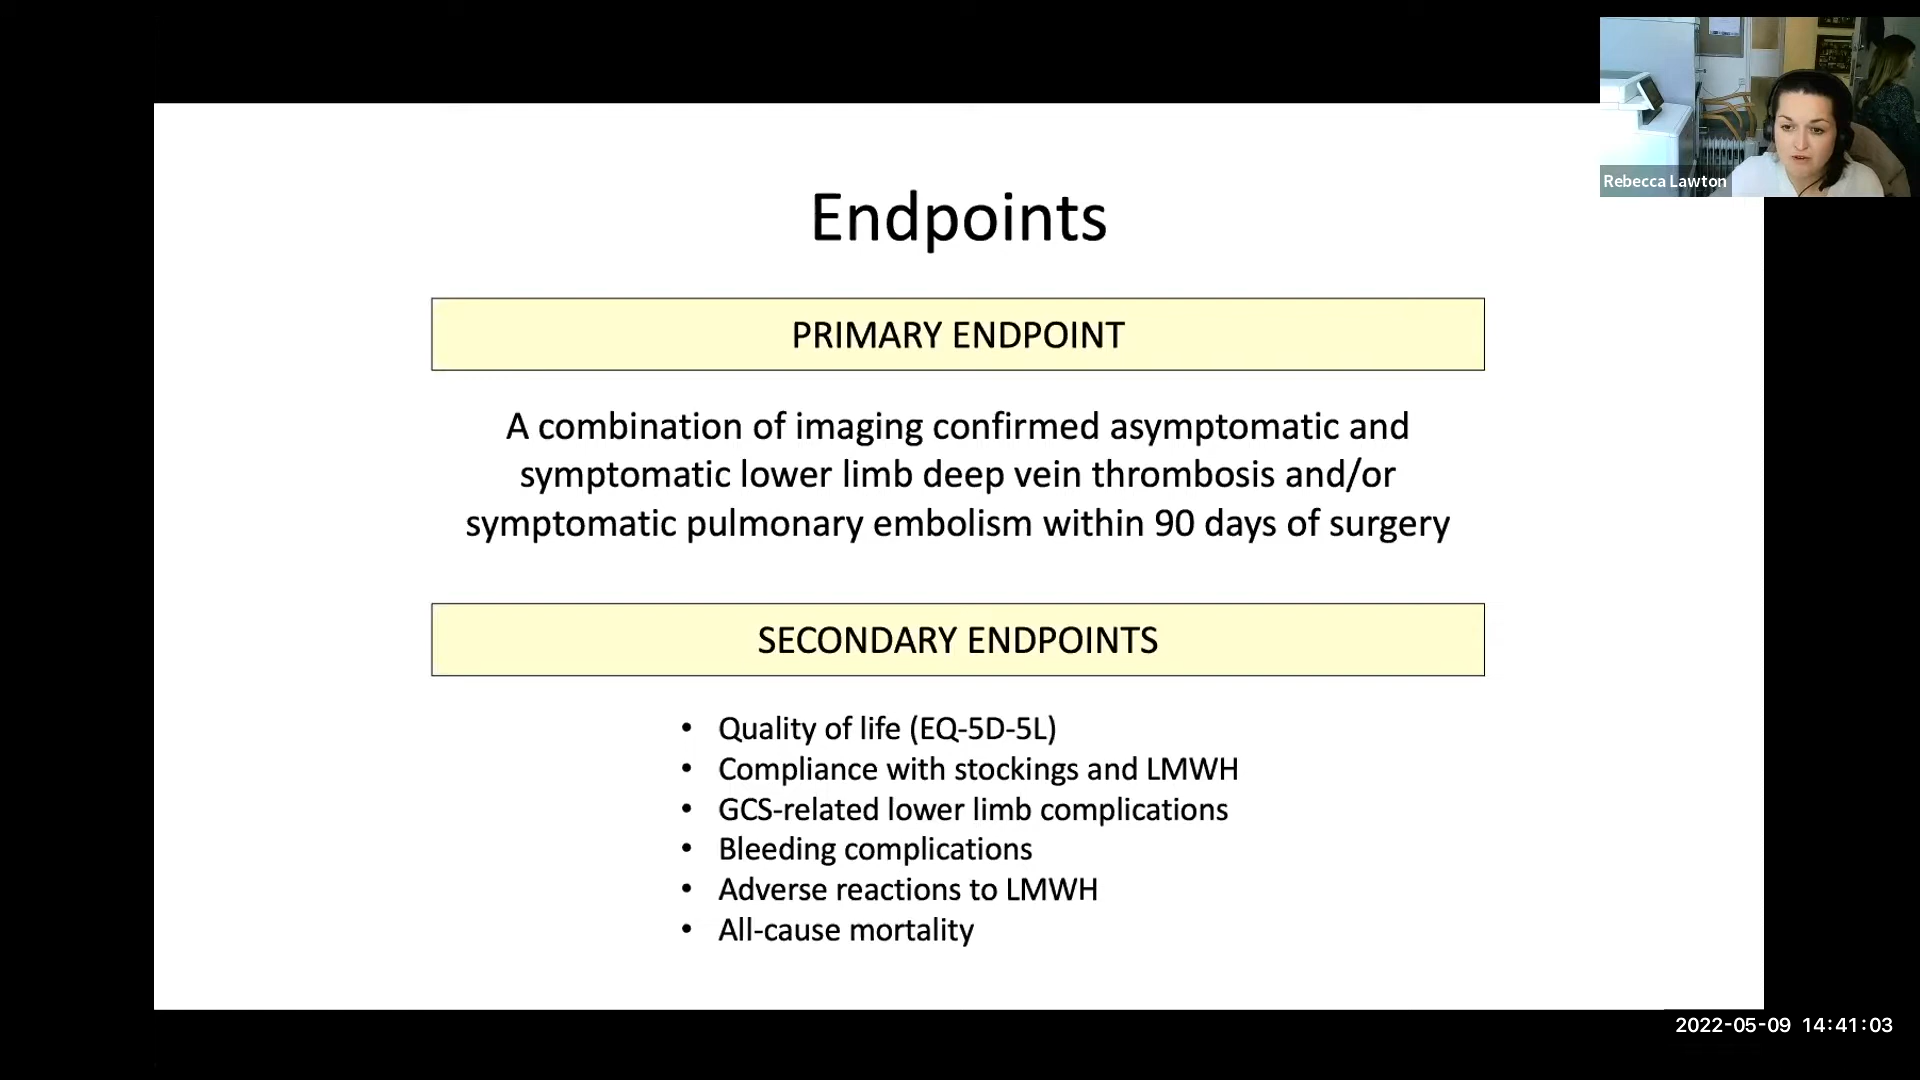 Rebecca Lawton
Endpoints
PRIMARY ENDPOINT
A combination of imaging confirmed asymptomatic and
symptomatic lower limb deep vein thrombosis and/or
symptomatic pulmonary embolism within 90 days of surgery
SECONDARY ENDPOINTS
• Quality of life (EQ-5D-5L)
• Compliance with stockings and LMWH
• GCS-related lower limb complications
• Bleeding complications
• Adverse reactions to LMWH
• All-cause mortality
2022-05-09 14:41:03